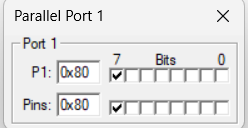 Parallel Port 1
Port 1
7 Bits 0
P1: 0x80
Pins: 0x80